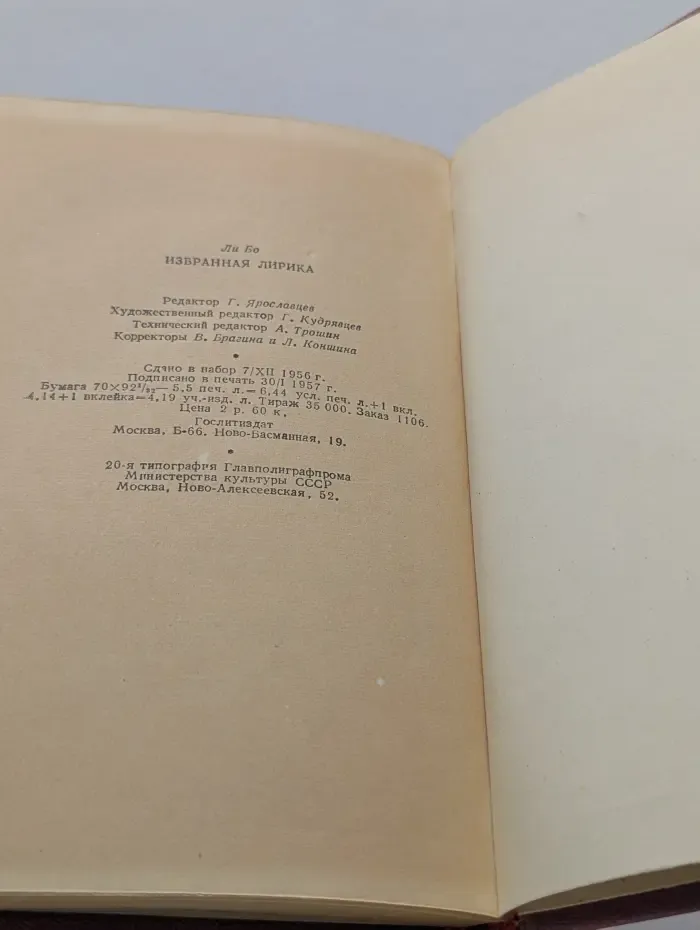 Ли Бо
ИЗБРАННАЯ ЛИРИКА
Редактор Г. Ярославцев
Художественный редактор Г. Кудрявцев
Технический редактор А. Трошин
Корректоры В. Брагина и Л. Коншина
•
Сдано в набор 7/XII 1956 г.
Подписано в печать 30/I 1957 г.
Бумага 70×92¹/₃₂— 5,5 печ. л.=6,44 усл. печ. л.+1 вкл.
4,14+1 вклейка=4,19 уч.-изд. л. Тираж 35 000. Заказ 1106.
Цена 2 р. 60 к.
Гослитиздат
Москва, Б-66, Ново-Басманная, 19.
•
20-я типография Главполиграфпрома
Министерства культуры СССР
Москва, Ново-Алексеевская, 52.